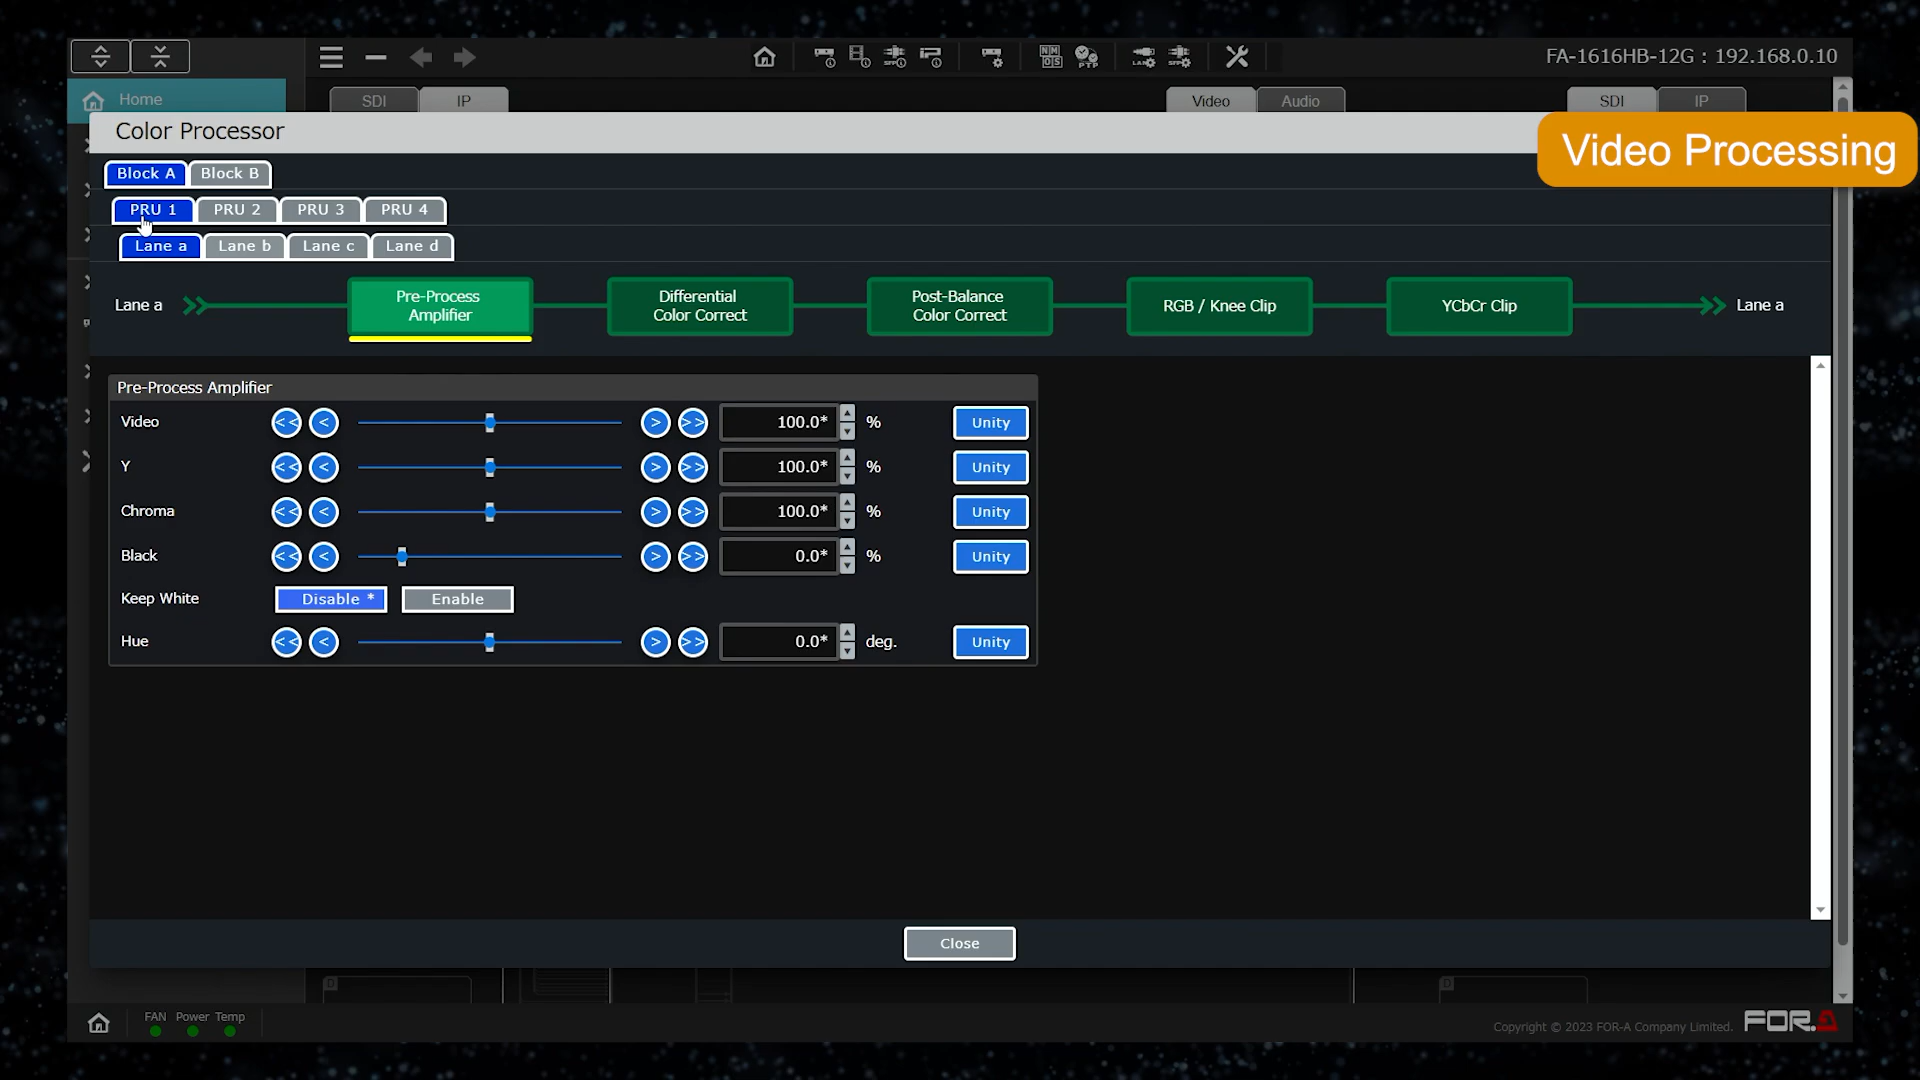 FA-1616HB-12G : 192.168.0.10
Home
SDI
IP
Video
Audio
SDI
IP
Color Processor
Video Processing
Block A
Block B
PRU 1
PRU 2
PRU 3
PRU 4
Lane a
Lane b
Lane c
Lane d
Lane a
Pre-Process
Amplifier
Differential
Color Correct
Post-Balance
Color Correct
RGB / Knee Clip
YCbCr Clip
Lane a
Pre-Process Amplifier
Video
<<
<
>
>>
100.0*
%
Unity
Y
<<
<
>
>>
100.0*
%
Unity
Chroma
<<
<
>
>>
100.0*
%
Unity
Black
<<
<
>
>>
0.0*
%
Unity
Keep White
Disable *
Enable
Hue
<<
<
>
>>
0.0*
deg.
Unity
Close
D
D
FAN
Power
Temp
Copyright © 2023 FOR-A Company Limited.
FOR.A